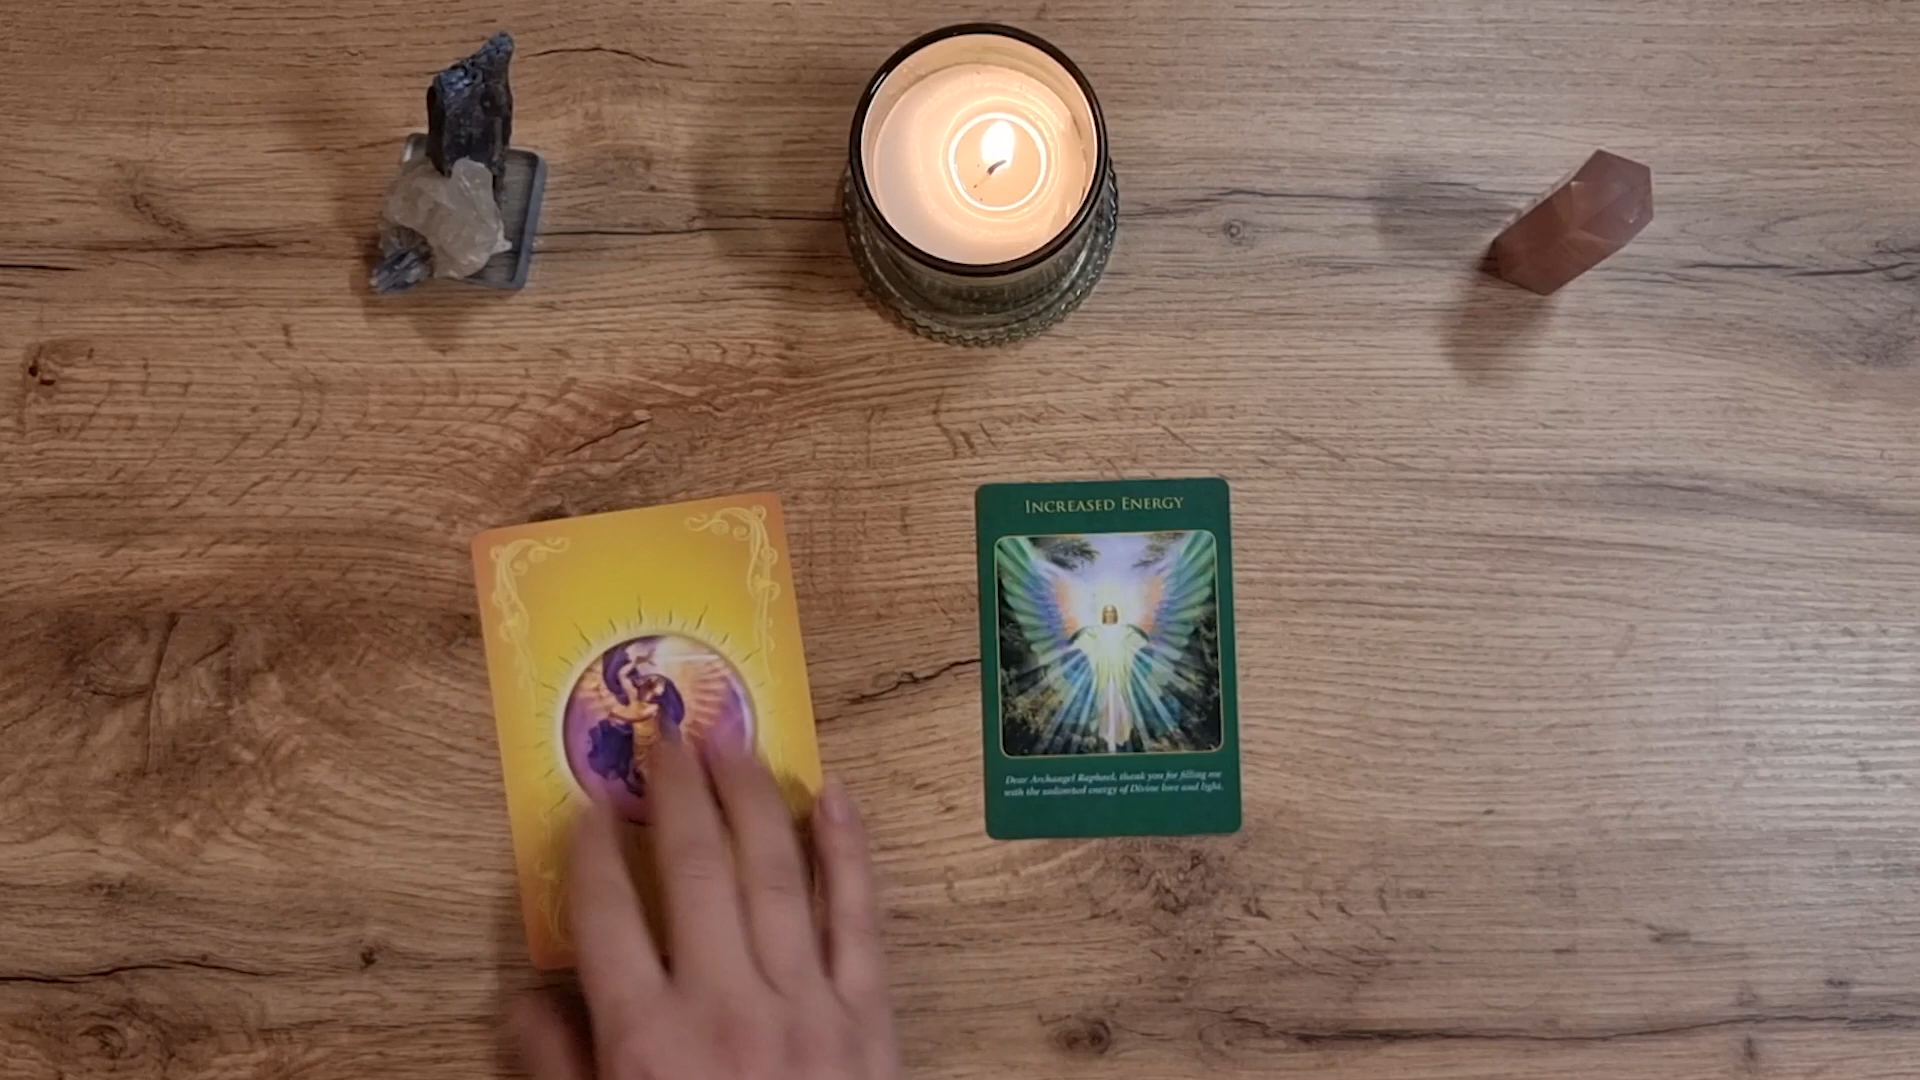 INCREASED ENERGY
Dear Archangel Raphael, thank you for filling me
with the unlimited energy of Divine love and light.